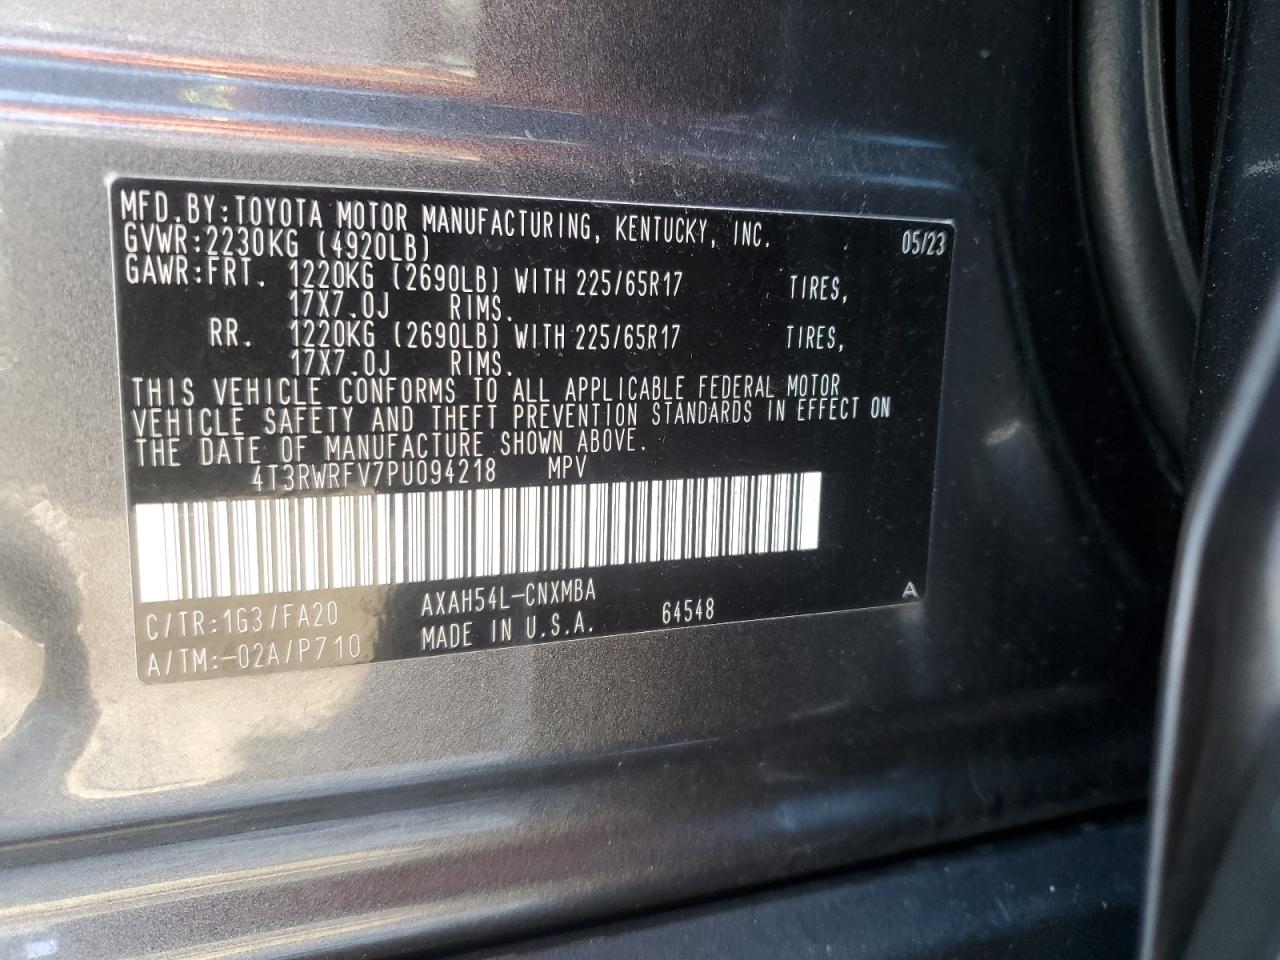 MFD.BY:TOYOTA MOTOR MANUFACTURING, KENTUCKY, INC.
GVWR:2230KG (4920LB) 05/23
GAWR:FRT. 1220KG (2690LB) WITH 225/65R17 TIRES,
17X7.0J RIMS.
RR. 1220KG (2690LB) WITH 225/65R17 TIRES,
17X7.0J RIMS.
THIS VEHICLE CONFORMS TO ALL APPLICABLE FEDERAL MOTOR
VEHICLE SAFETY AND THEFT PREVENTION STANDARDS IN EFFECT ON
THE DATE OF MANUFACTURE SHOWN ABOVE.
4T3RWRFV7PU094218 MPV
C/TR:1G3/FA20 AXAH54L-CNXMBA A
A/TM:-02A/P710 MADE IN U.S.A. 64548